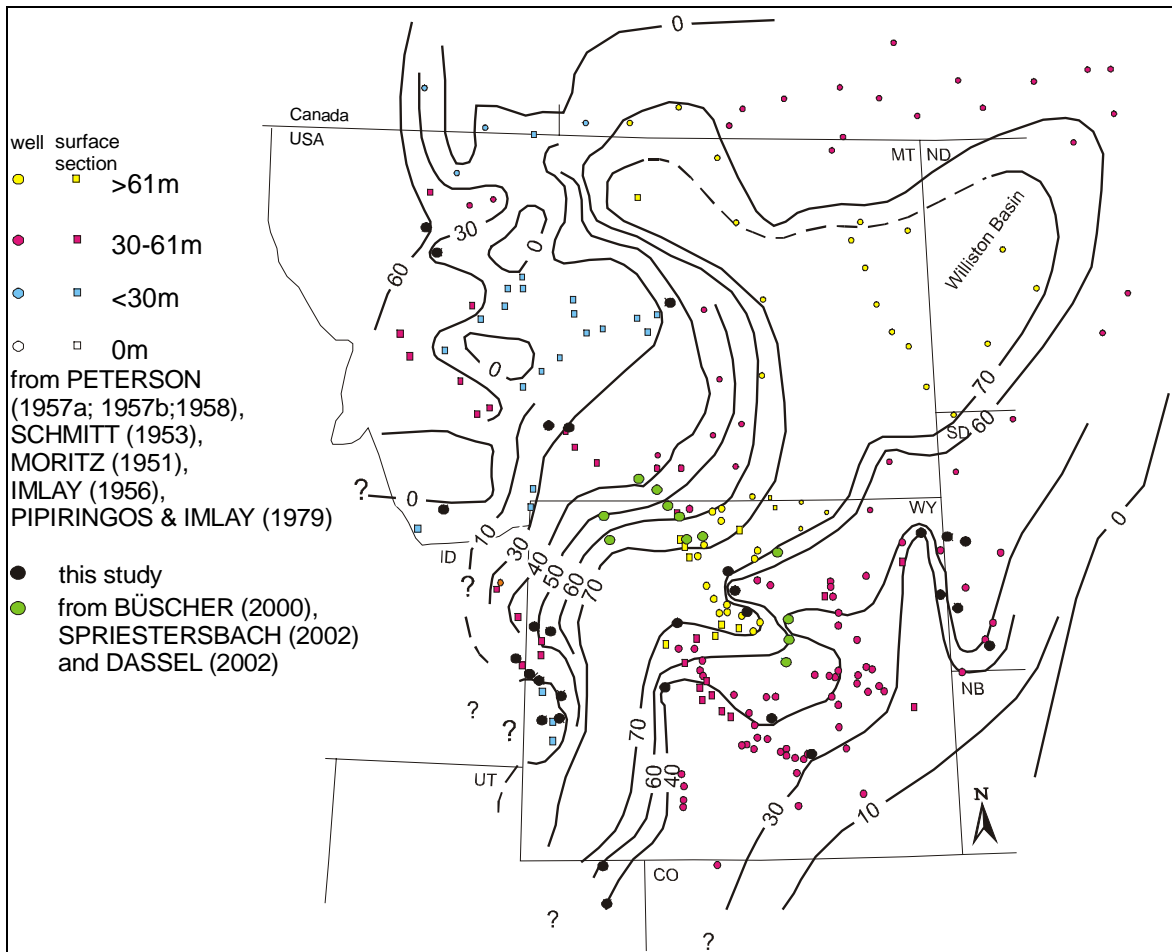 well surface
section
>61m
30-61m
<30m
0m
from PETERSON
(1957a; 1957b;1958),
SCHMITT (1953),
MORITZ (1951),
IMLAY (1956),
PIPIRINGOS & IMLAY (1979)
this study
from BÜSCHER (2000),
SPRIESTERSBACH (2002)
and DASSEL (2002)
Canada
USA
0
MT ND
Williston Basin
30
0
60
0
70
60
SD
? 0
10
30
40
50
60
70
ID
WY
?
0
?
?
NB
70
60
40
UT
30
10
N
CO
?
?